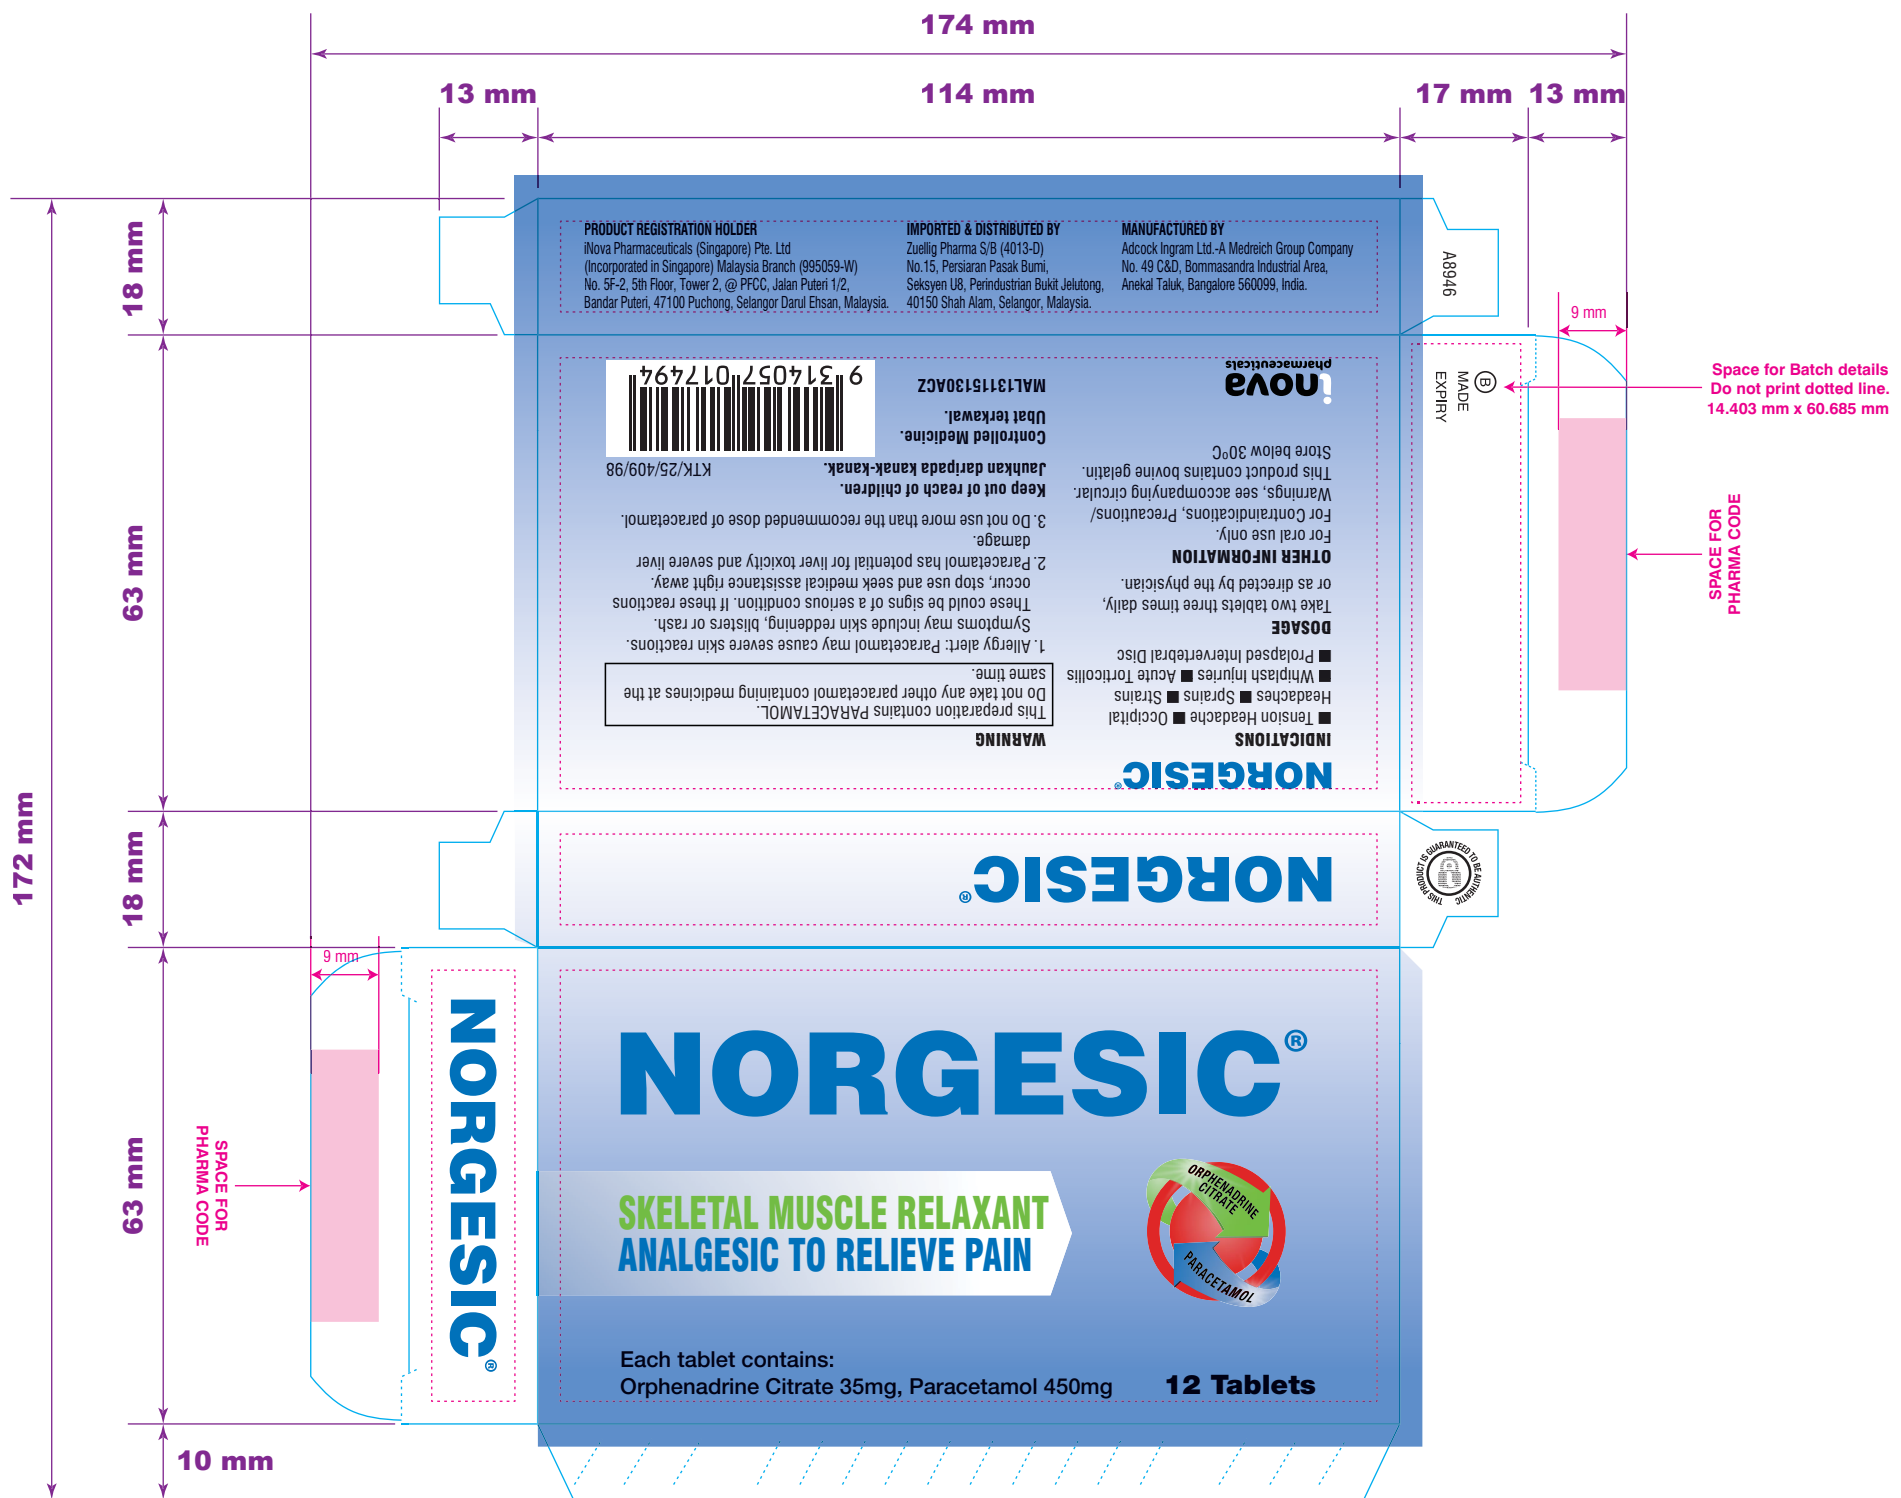 174 mm
13 mm
114 mm
17 mm
13 mm
18 mm
63 mm
18 mm
63 mm
10 mm
172 mm
PRODUCT REGISTRATION HOLDER
iNova Pharmaceuticals (Singapore) Pte. Ltd
(Incorporated in Singapore) Malaysia Branch (995059-W)
No. 5F-2, 5th Floor, Tower 2, @ PFCC, Jalan Puteri 1/2,
Bandar Puteri, 47100 Puchong, Selangor Darul Ehsan, Malaysia.
IMPORTED & DISTRIBUTED BY
Zuellig Pharma S/B (4013-D)
No.15, Persiaran Pasak Bumi,
Seksyen U8, Perindustrian Bukit Jelutong,
40150 Shah Alam, Selangor, Malaysia.
MANUFACTURED BY
Adcock Ingram Ltd.-A Medreich Group Company
No. 49 C&D, Bommasandra Industrial Area,
Anekal Taluk, Bangalore 560099, India.
A8946
9 mm
Space for Batch details
Do not print dotted line.
14.403 mm x 60.685 mm
B
MADE
EXPIRY
SPACE FOR
PHARMA CODE
NORGESIC®
INDICATIONS
■ Tension Headache ■ Occipital
Headaches ■ Sprains ■ Strains
■ Whiplash Injuries ■ Acute Torticollis
■ Prolapsed Intervertebral Disc
DOSAGE
Take two tablets three times daily,
or as directed by the physician.
OTHER INFORMATION
For oral use only.
For Contraindications, Precautions/
Warnings, see accompanying circular.
This product contains bovine gelatin.
Store below 30°C
inova
pharmaceuticals
WARNING
This preparation contains PARACETAMOL.
Do not take any other paracetamol containing medicines at the
same time.
1. Allergy alert: Paracetamol may cause severe skin reactions.
Symptoms may include skin reddening, blisters or rash.
These could be signs of a serious condition. If these reactions
occur, stop use and seek medical assistance right away.
2. Paracetamol has potential for liver toxicity and severe liver
damage.
3. Do not use more than the recommended dose of paracetamol.
Keep out of reach of children.
Jauhkan daripada kanak-kanak.
KTK/25/409/98
Controlled Medicine.
Ubat terkawal.
MAL13115130ACZ
9 314057 017494
NORGESIC®
THIS PRODUCT IS GUARANTEED TO BE AUTHENTIC
9 mm
SPACE FOR
PHARMA CODE
NORGESIC®
NORGESIC®
SKELETAL MUSCLE RELAXANT
ANALGESIC TO RELIEVE PAIN
ORPHENADRINE
CITRATE
PARACETAMOL
Each tablet contains:
Orphenadrine Citrate 35mg, Paracetamol 450mg
12 Tablets